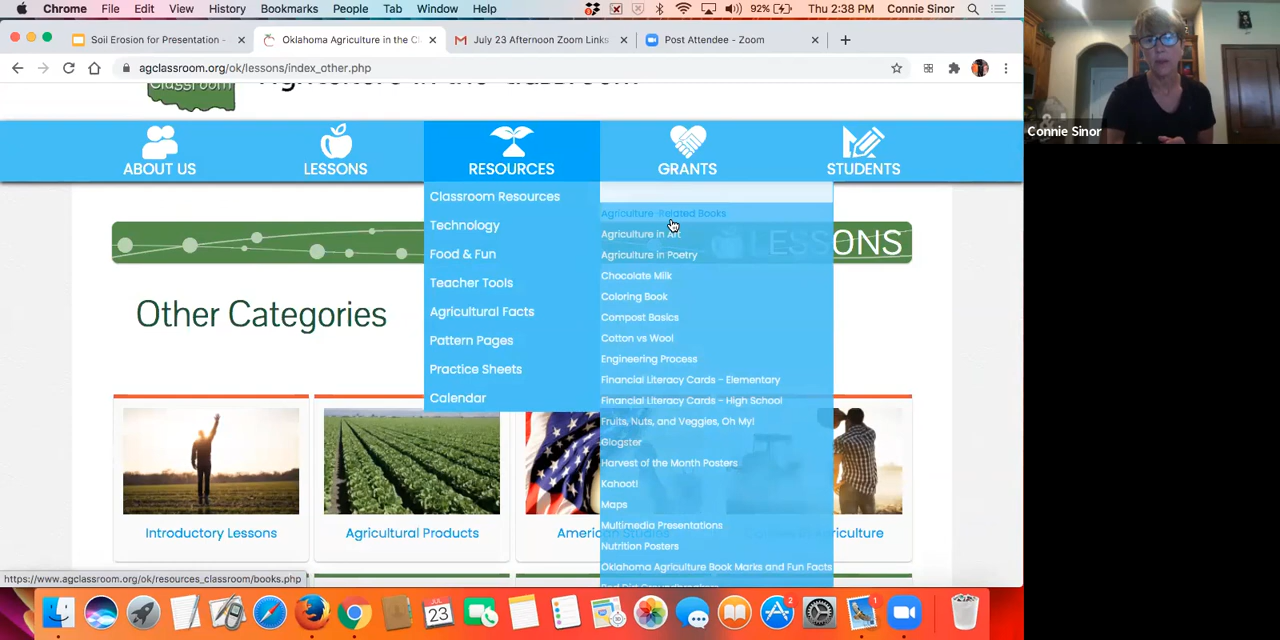 Chrome File Edit View History Bookmarks People Tab Window Help 92% Thu 2:38 PM Connie Sinor
Soil Erosion for Presentation - Oklahoma Agriculture in the C July 23 Afternoon Zoom Links Post Attendee - Zoom
agclassroom.org/ok/lessons/index_other.php
Classroom
ABOUT US LESSONS RESOURCES GRANTS STUDENTS
Classroom Resources
Technology
Food & Fun
Teacher Tools
Agricultural Facts
Pattern Pages
Practice Sheets
Calendar
Agriculture-Related Books
Agriculture in Art
Agriculture in Poetry
Chocolate Milk
Coloring Book
Compost Basics
Cotton vs Wool
Engineering Process
Financial Literacy Cards - Elementary
Financial Literacy Cards - High School
Fruits, Nuts, and Veggies, Oh My!
Glogster
Harvest of the Month Posters
Kahoot!
Maps
Multimedia Presentations
Nutrition Posters
Oklahoma Agriculture Book Marks and Fun Facts
LESSONS
Other Categories
Introductory Lessons
Agricultural Products
https://www.agclassroom.org/ok/resources_classroom/books.php
JUL
23
Connie Sinor